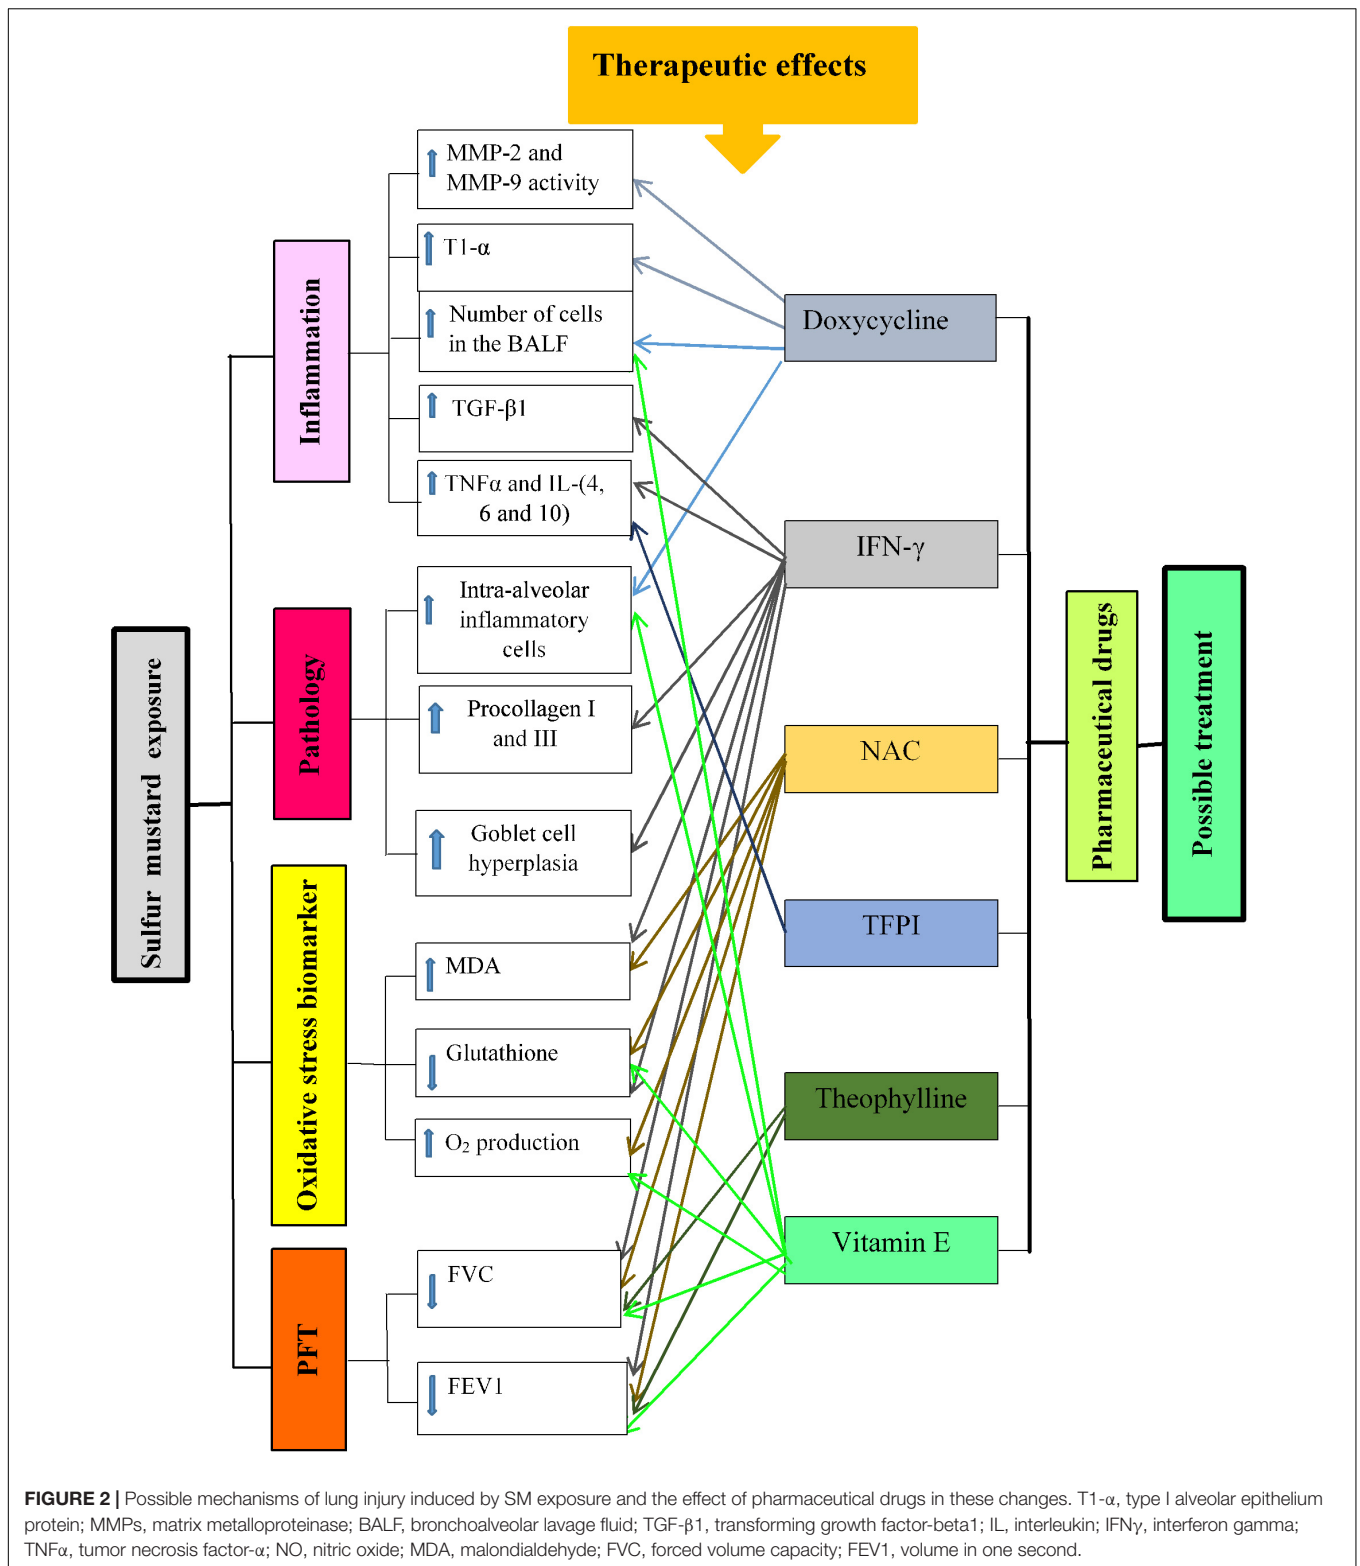 Therapeutic effects
Sulfur mustard exposure
Inflammation
MMP-2 and
MMP-9 activity
T1-α
Number of cells
in the BALF
TGF-β1
TNFα and IL-(4,
6 and 10)
Pathology
Intra-alveolar
inflammatory
cells
Procollagen I
and III
Goblet cell
hyperplasia
Oxidative stress biomarker
MDA
Glutathione
O₂ production
PFT
FVC
FEV1
Doxycycline
IFN-γ
NAC
TFPI
Theophylline
Vitamin E
Pharmaceutical drugs
Possible treatment
FIGURE 2 | Possible mechanisms of lung injury induced by SM exposure and the effect of pharmaceutical drugs in these changes. T1-α, type I alveolar epithelium
protein; MMPs, matrix metalloproteinase; BALF, bronchoalveolar lavage fluid; TGF-β1, transforming growth factor-beta1; IL, interleukin; IFNγ, interferon gamma;
TNFα, tumor necrosis factor-α; NO, nitric oxide; MDA, malondialdehyde; FVC, forced volume capacity; FEV1, volume in one second.